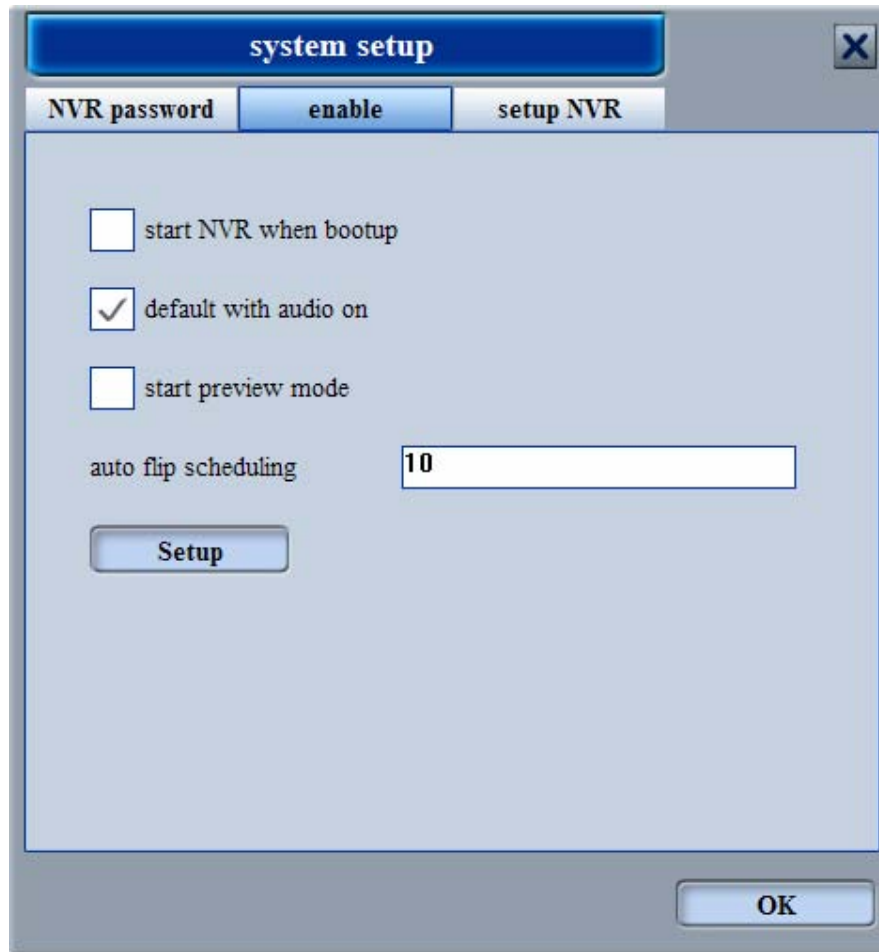 system setup
NVR password enable setup NVR
start NVR when bootup
default with audio on
start preview mode
auto flip scheduling 10
Setup
OK